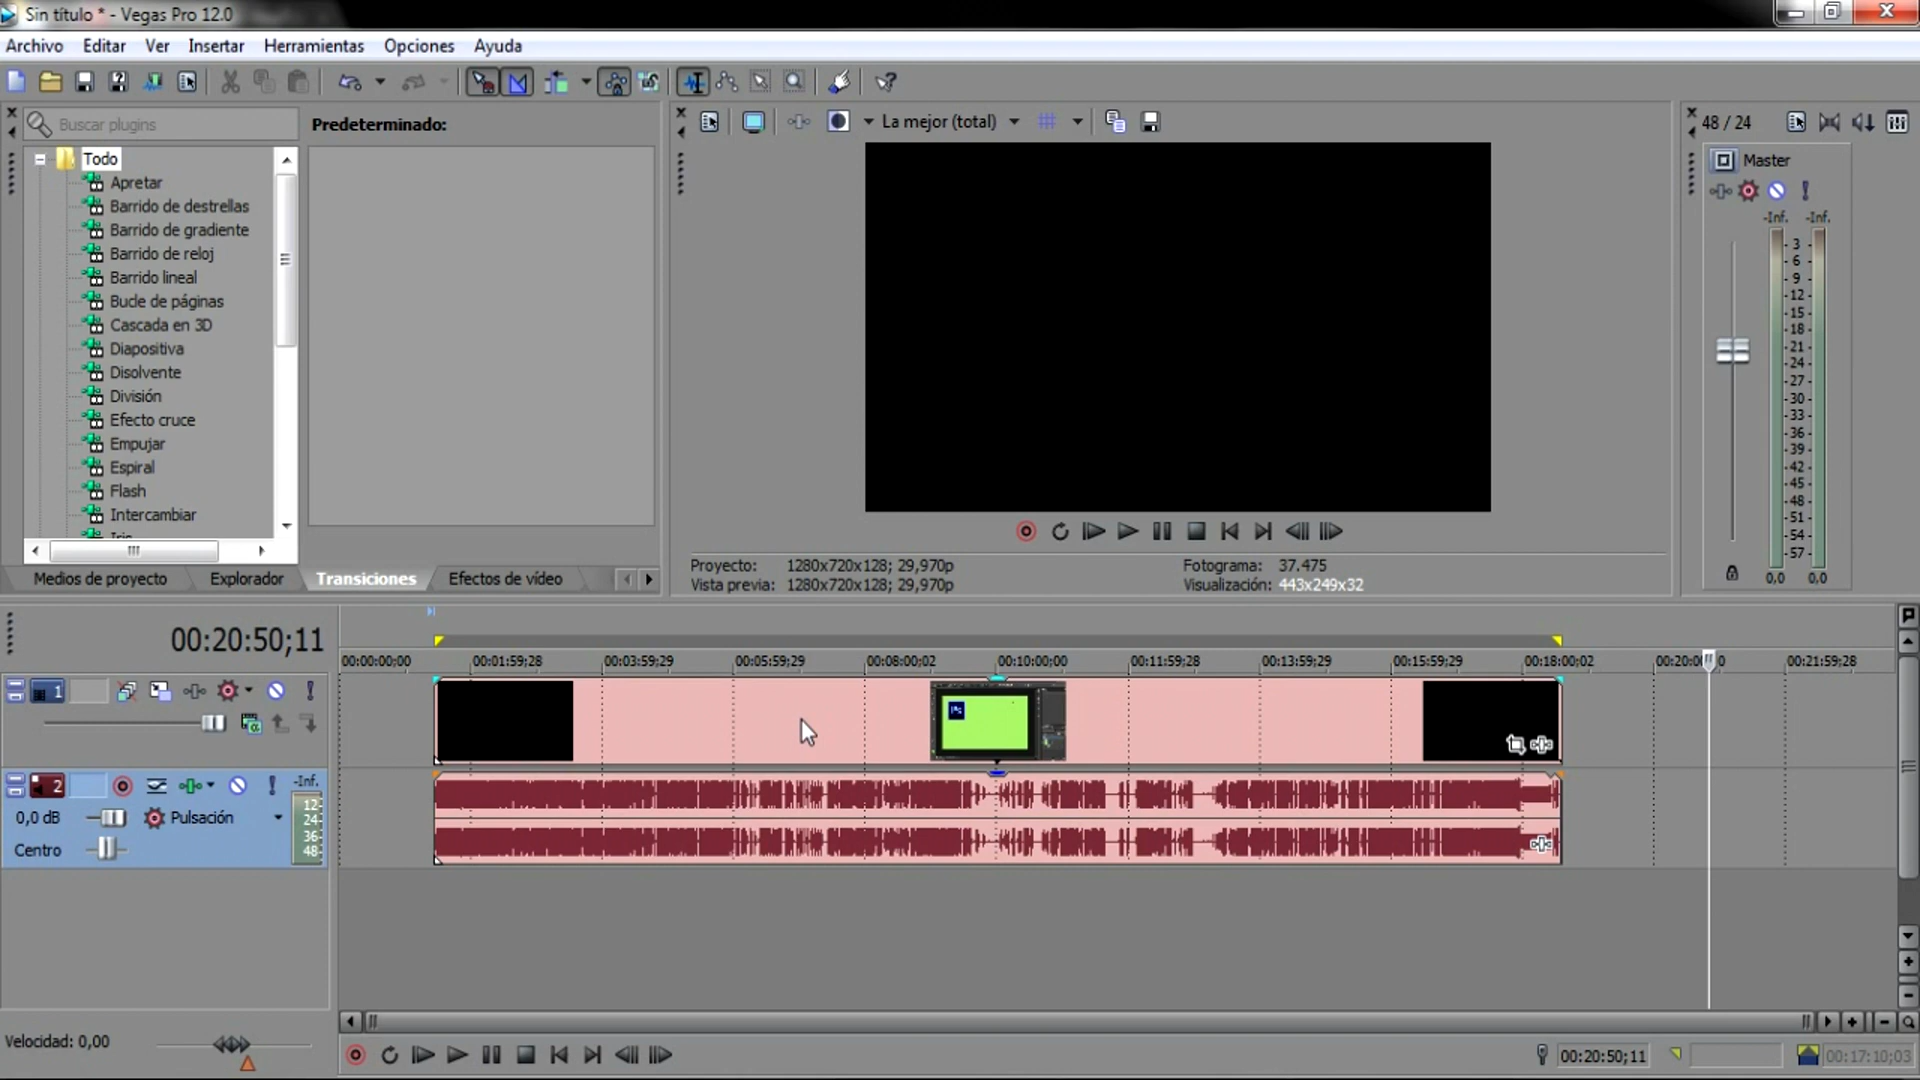 Sin título * - Vegas Pro 12.0
Archivo Editar Ver Insertar Herramientas Opciones Ayuda
Buscar plugins
Predeterminado:
Todo
Apretar
Barrido de destrellas
Barrido de gradiente
Barrido de reloj
Barrido lineal
Bucle de páginas
Cascada en 3D
Diapositiva
Disolvente
División
Efecto cruce
Empujar
Espiral
Flash
Intercambiar
Medios de proyecto Explorador Transiciones Efectos de vídeo
La mejor (total)
Proyecto: 1280x720x128; 29,970p Fotograma: 37.475
Vista previa: 1280x720x128; 29,970p Visualización: 443x249x32
48 / 24
Master
-Inf. -Inf.
- 3 -
- 6 -
- 9 -
-12-
-15-
-18-
-21-
-24-
-27-
-30-
-33-
-36-
-39-
-42-
-45-
-48-
-51-
-54-
-57-
0,0 0,0
00:20:50;11
00:00:00;00 00:01:59;28 00:03:59;29 00:05:59;29 00:08:00;02 00:10:00;00 00:11:59;28 00:13:59;29 00:15:59;29 00:18:00;02 00:20:0 0 00:21:59;28
1
2
-Inf.
12
24
36
48
0,0 dB Pulsación
Centro
Velocidad: 0,00
00:20:50;11
00:17:10;03